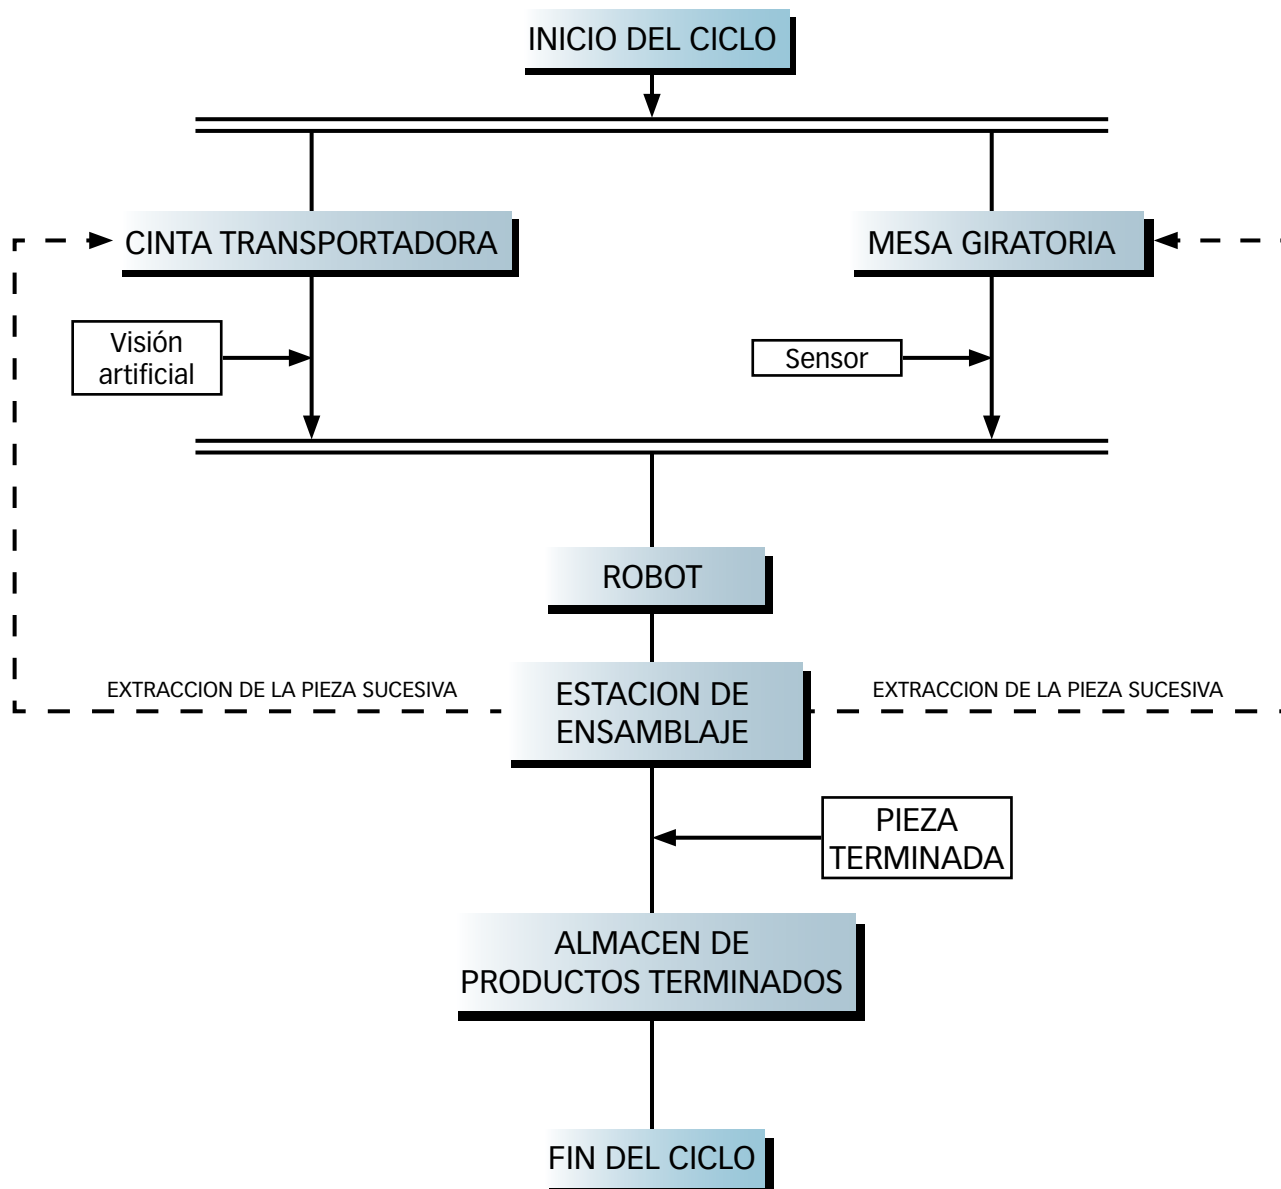 INICIO DEL CICLO
CINTA TRANSPORTADORA
MESA GIRATORIA
Visión
artificial
Sensor
ROBOT
EXTRACCION DE LA PIEZA SUCESIVA
ESTACION DE
ENSAMBLAJE
EXTRACCION DE LA PIEZA SUCESIVA
PIEZA
TERMINADA
ALMACEN DE
PRODUCTOS TERMINADOS
FIN DEL CICLO